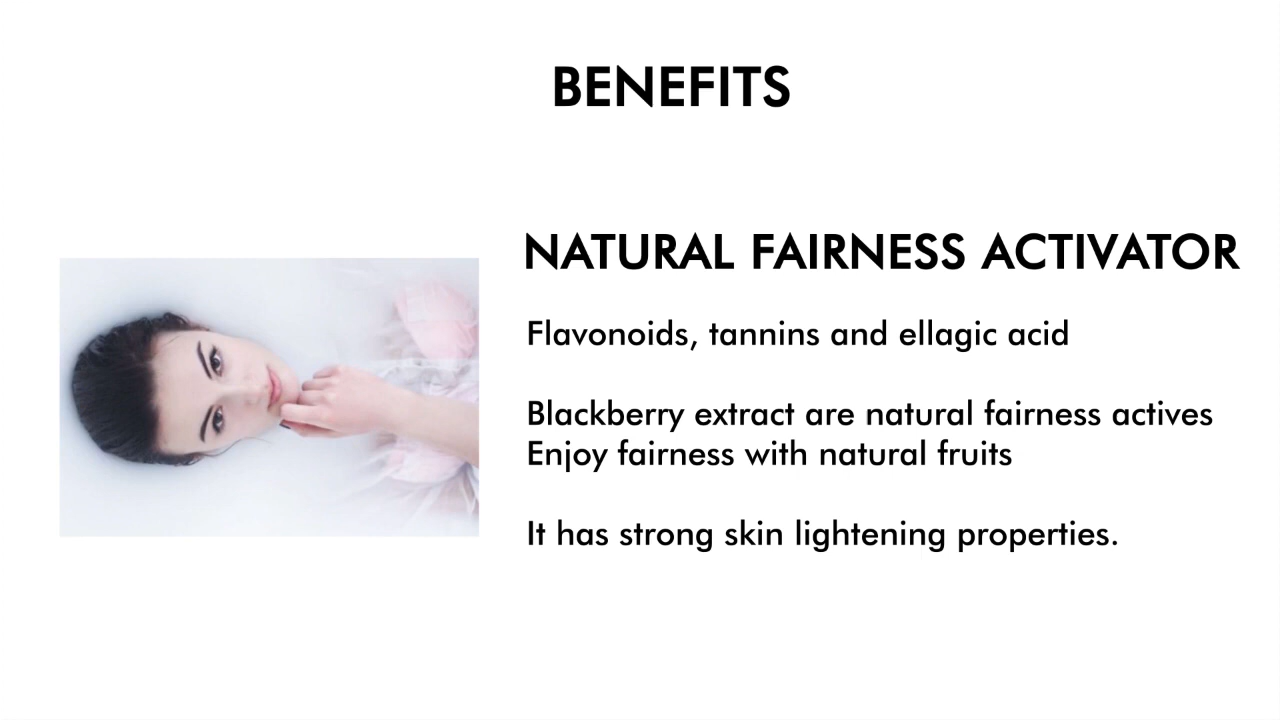 BENEFITS
NATURAL FAIRNESS ACTIVATOR
Flavonoids, tannins and ellagic acid
Blackberry extract are natural fairness actives
Enjoy fairness with natural fruits
It has strong skin lightening properties.